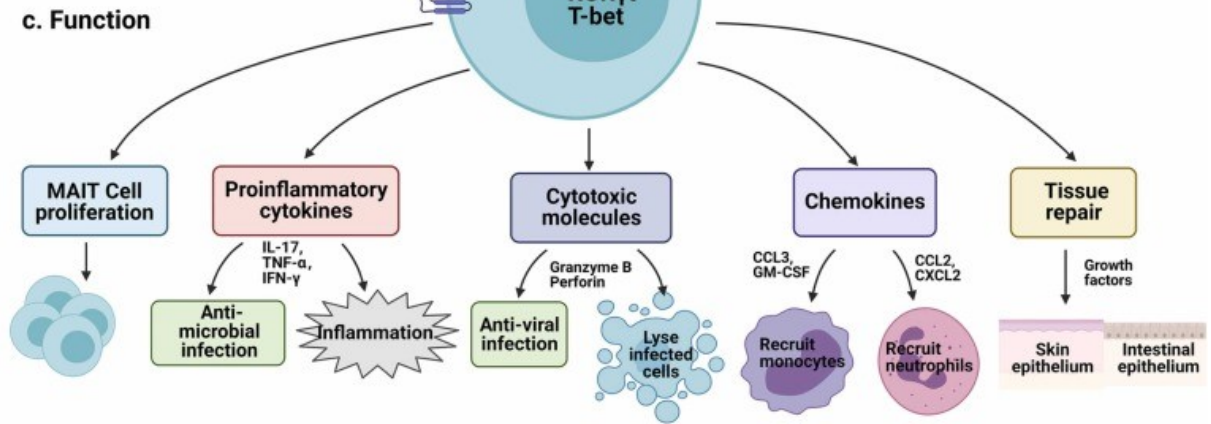 c. Function
T-bet
MAIT Cell
proliferation
Proinflammatory
cytokines
Cytotoxic
molecules
Chemokines
Tissue
repair
IL-17,
TNF-α,
IFN-γ
Granzyme B
Perforin
CCL3,
GM-CSF
CCL2,
CXCL2
Growth
factors
Anti-
microbial
infection
Inflammation
Anti-viral
infection
Lyse
infected
cells
Recruit
monocytes
Recruit
neutrophils
Skin
epithelium
Intestinal
epithelium